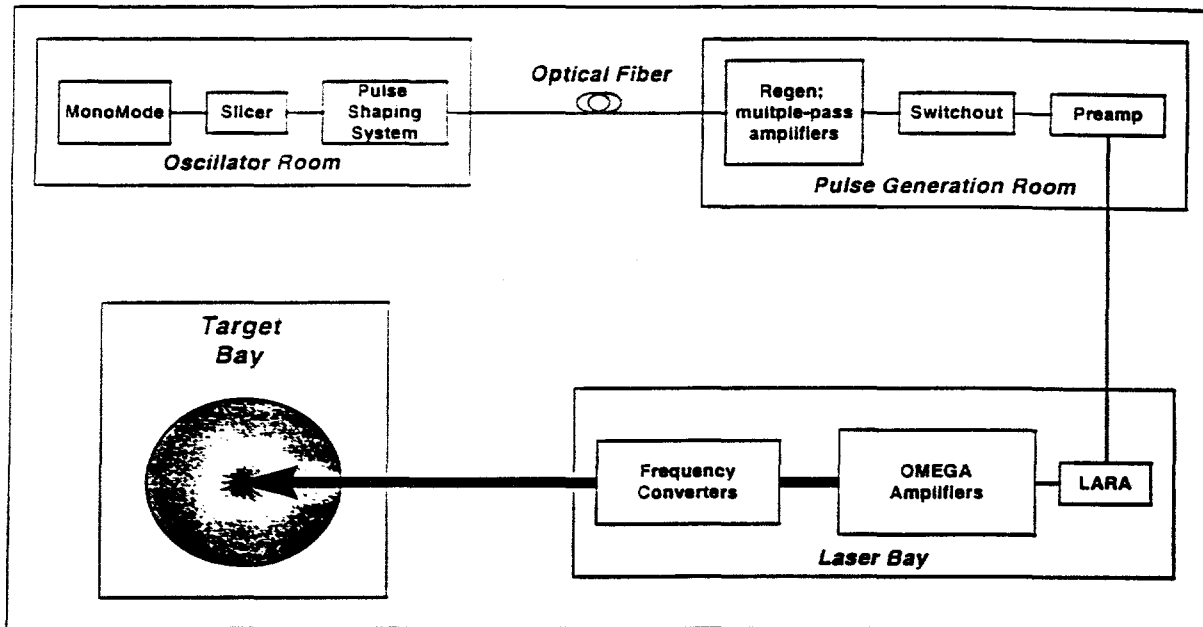 MonoMode
Slicer
Pulse
Shaping
System
Oscillator Room
Optical Fiber
Regen;
muitple-pass
amplifiers
Switchout
Preamp
Pulse Generation Room
Target
Bay
Frequency
Converters
OMEGA
Amplifiers
LARA
Laser Bay